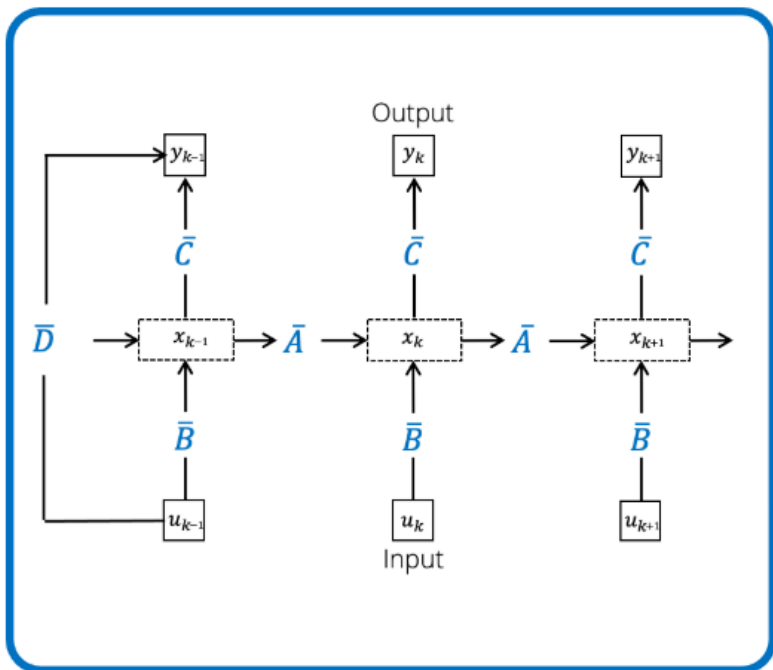 Output
y_{k-1} y_k y_{k+1}
C̄ C̄ C̄
D̄ x_{k-1} Ā x_k Ā x_{k+1}
B̄ B̄ B̄
u_{k-1} u_k u_{k+1}
Input